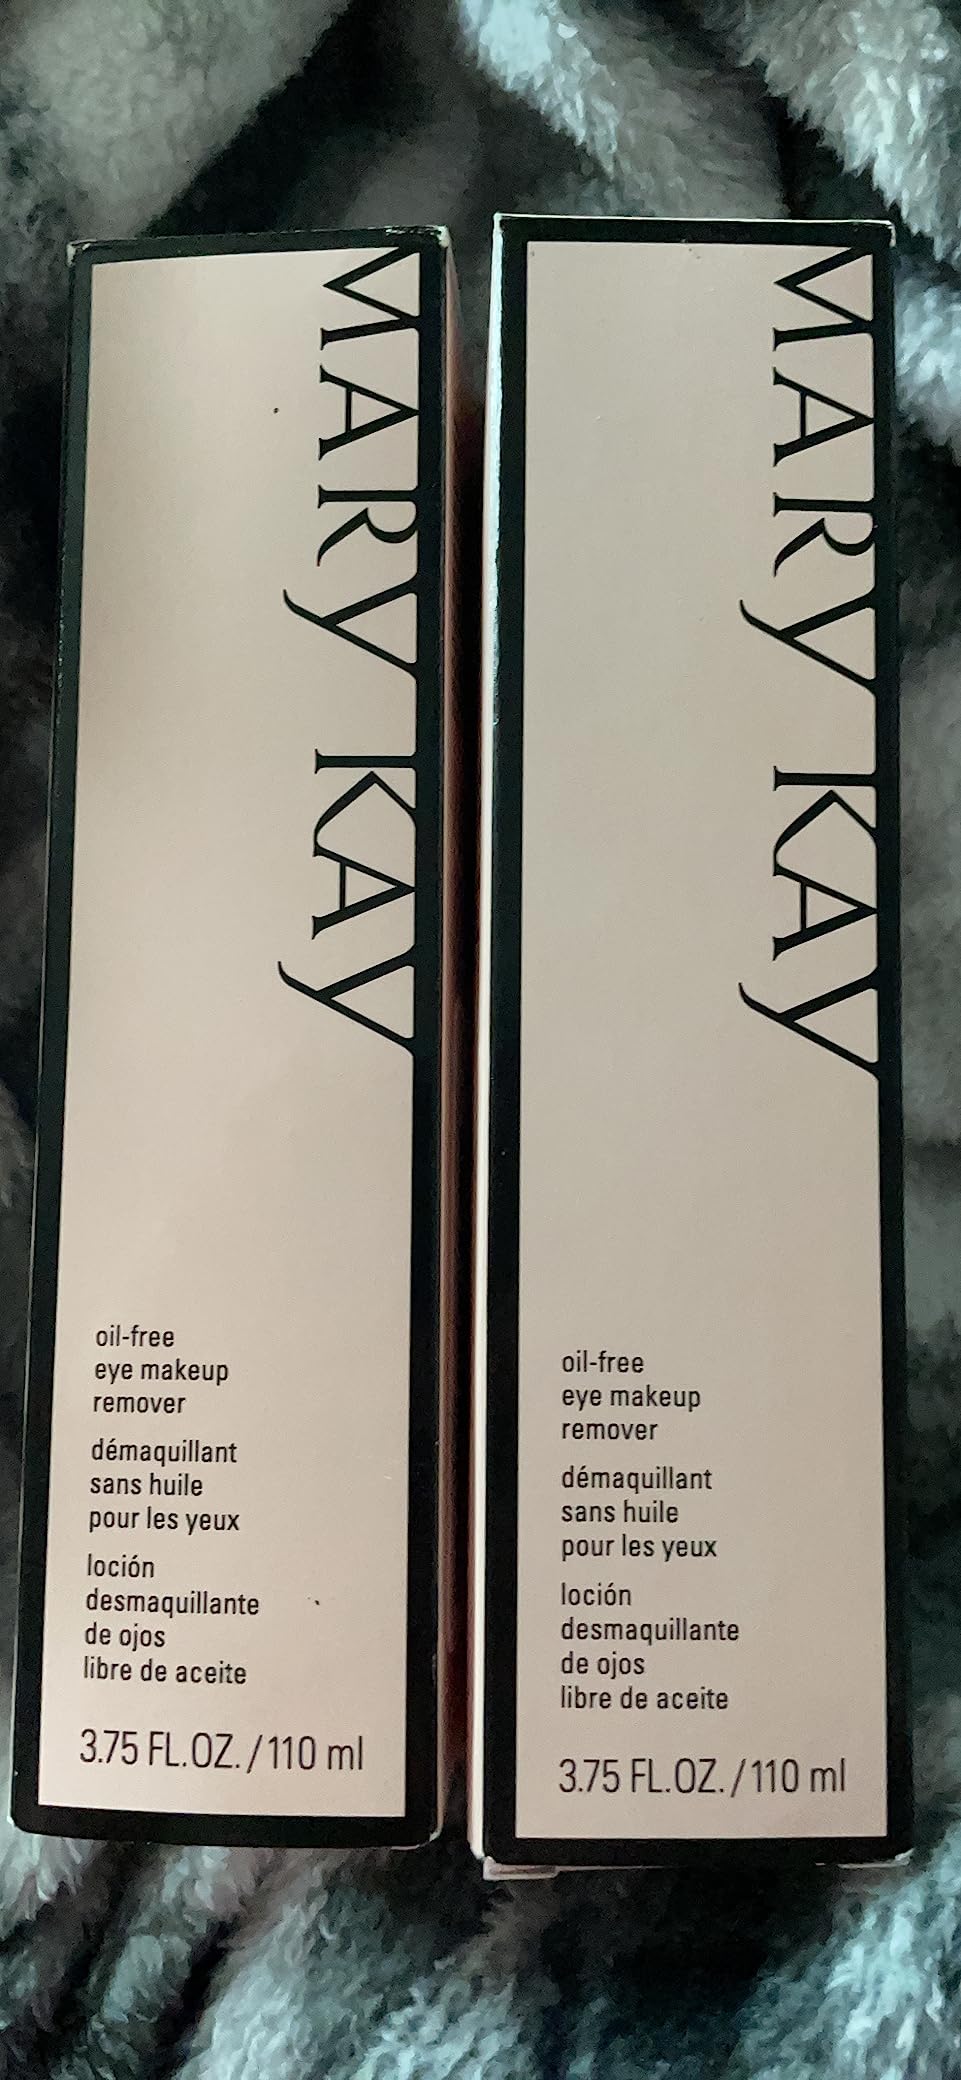 MARY KAY
oil-free
eye makeup
remover
démaquillant
sans huile
pour les yeux
loción
desmaquillante
de ojos
libre de aceite
3.75 FL.OZ. / 110 ml
MARY KAY
oil-free
eye makeup
remover
démaquillant
sans huile
pour les yeux
loción
desmaquillante
de ojos
libre de aceite
3.75 FL.OZ. / 110 ml